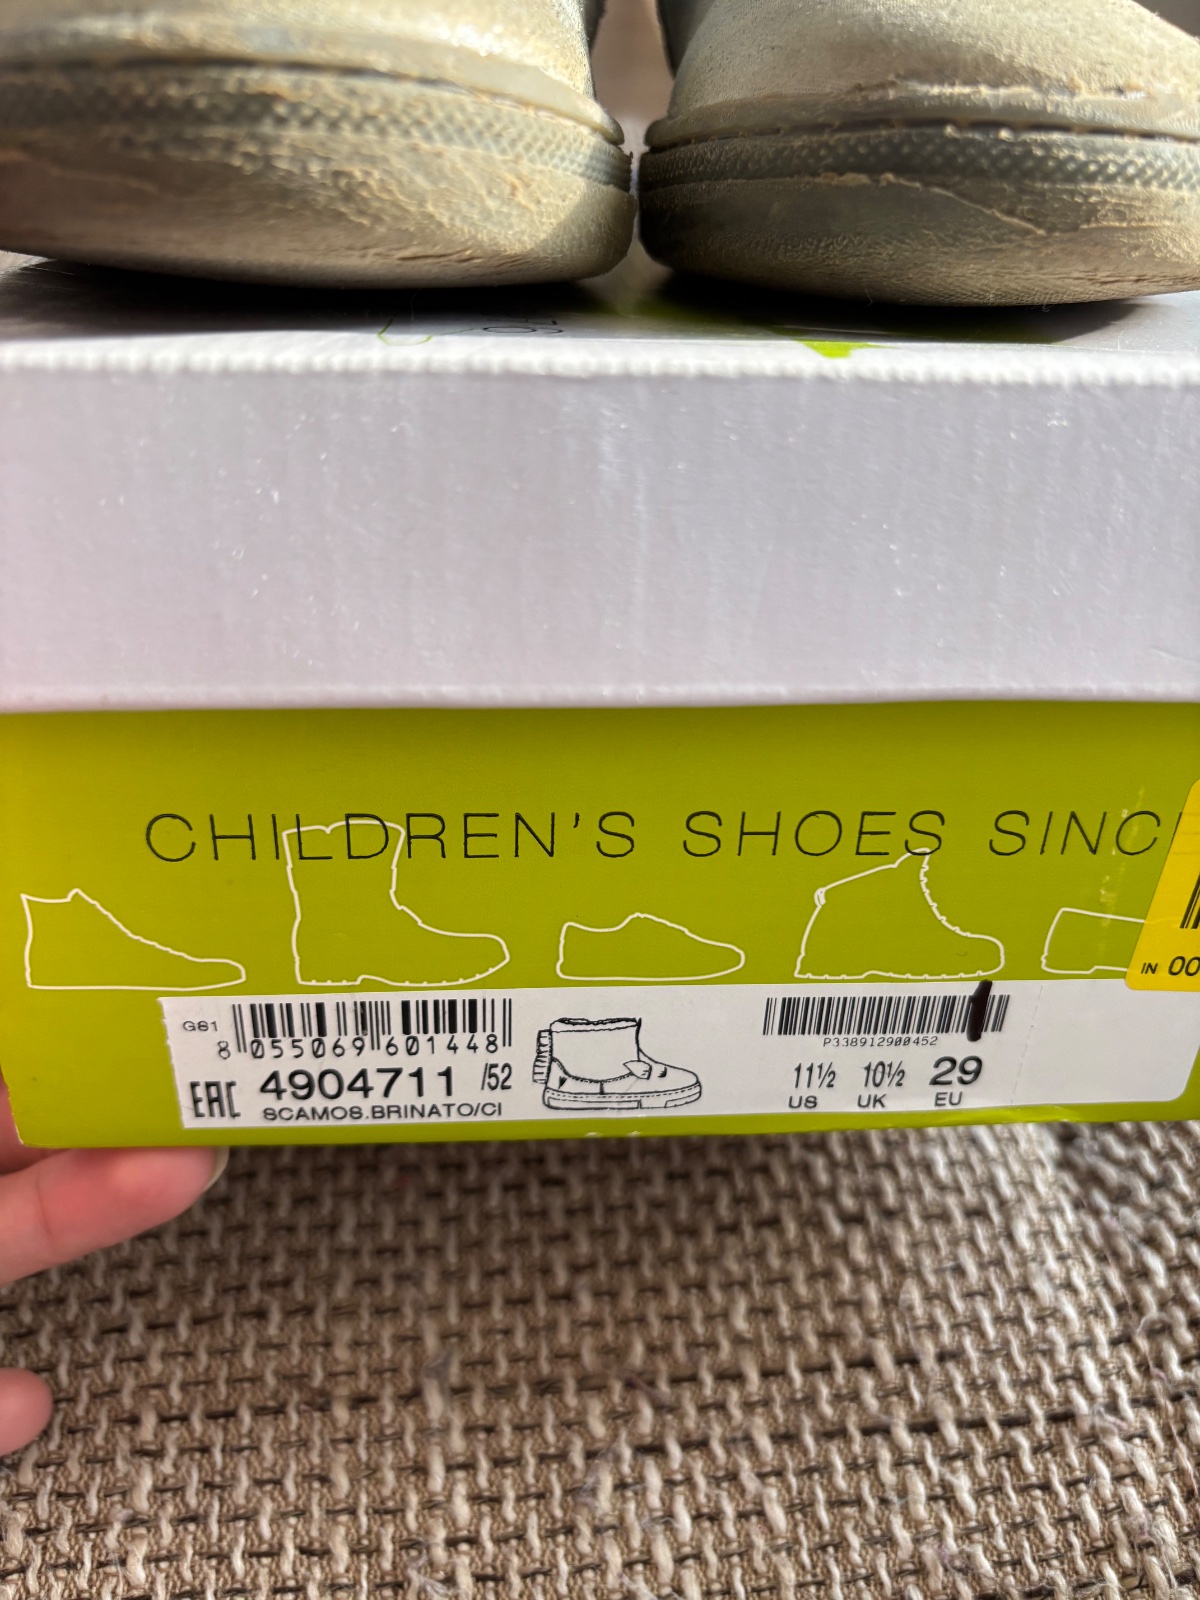 CHILDREN'S SHOES SINC
IN 00
G81
8 055069 601448
P338912900452
EAC 4904711 /52
SCAMOS.BRINATO/CI
11½ 10½ 29
US UK EU